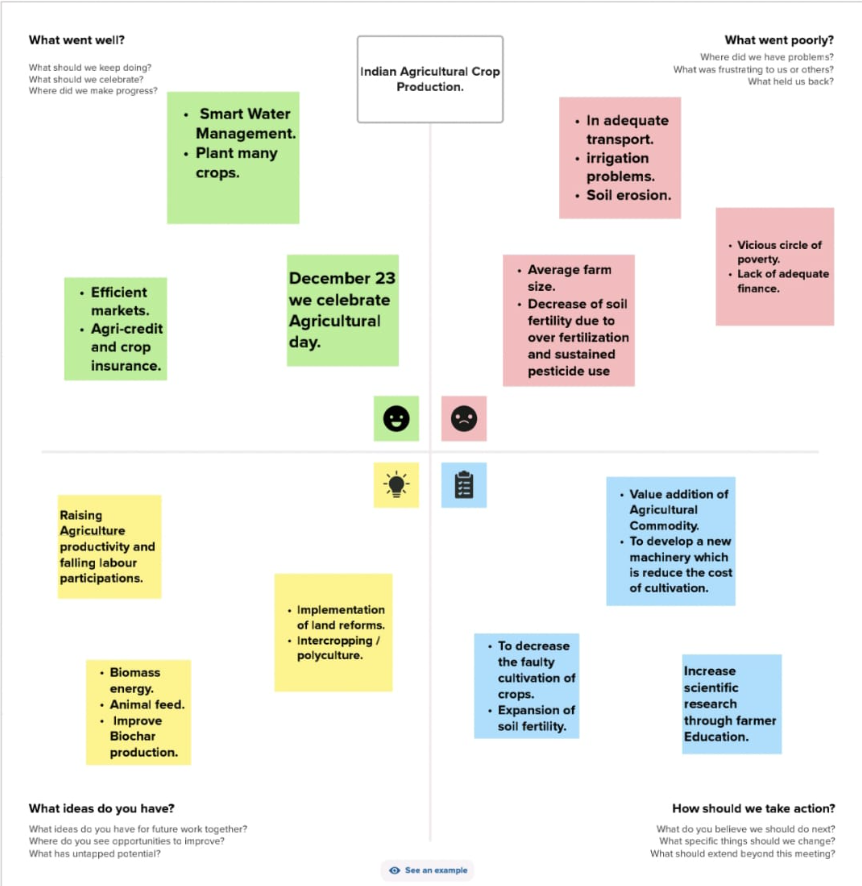 What went well?
What should we keep doing?
What should we celebrate?
Where did we make progress?
Indian Agricultural Crop
Production.
What went poorly?
Where did we have problems?
What was frustrating to us or others?
What held us back?
• Smart Water
Management.
• Plant many
crops.
• Efficient
markets.
• Agri-credit
and crop
insurance.
December 23
we celebrate
Agricultural
day.
• In adequate
transport.
• irrigation
problems.
• Soil erosion.
• Vicious circle of
poverty.
• Lack of adequate
finance.
• Average farm
size.
• Decrease of soil
fertility due to
over fertilization
and sustained
pesticide use
Raising
Agriculture
productivity and
falling labour
participations.
• Implementation
of land reforms.
• Intercropping /
polyculture.
• Biomass
energy.
• Animal feed.
• Improve
Biochar
production.
• Value addition of
Agricultural
Commodity.
• To develop a new
machinery which
is reduce the cost
of cultivation.
• To decrease
the faulty
cultivation of
crops.
• Expansion of
soil fertility.
Increase
scientific
research
through farmer
Education.
What ideas do you have?
What ideas do you have for future work together?
Where do you see opportunities to improve?
What has untapped potential?
How should we take action?
What do you believe we should do next?
What specific things should we change?
What should extend beyond this meeting?
See an example